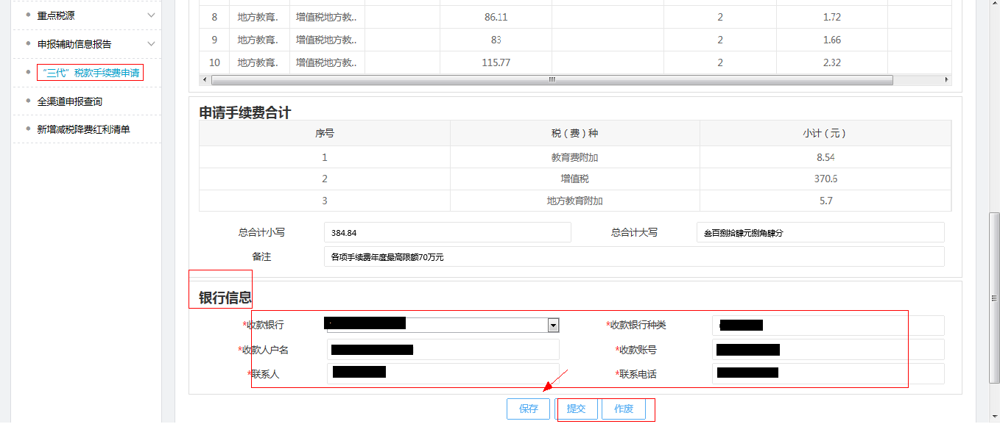 重点税源
申报辅助信息报告
“三代”税款手续费申请
全渠道申报查询
新增减税降费红利清单
8 地方教育.. 增值税地方教.. 86.11 2 1.72
9 地方教育.. 增值税地方教.. 83 2 1.66
10 地方教育.. 增值税地方教.. 115.77 2 2.32
申请手续费合计
序号 税(费)种 小计(元)
1 教育费附加 8.54
2 增值税 370.6
3 地方教育附加 5.7
总合计小写 384.84 总合计大写 叁百捌拾肆元捌角肆分
备注 各项手续费年度最高限额70万元
银行信息
*收款银行 *收款银行种类
*收款人户名 *收款账号
*联系人 *联系电话
保存 提交 作废